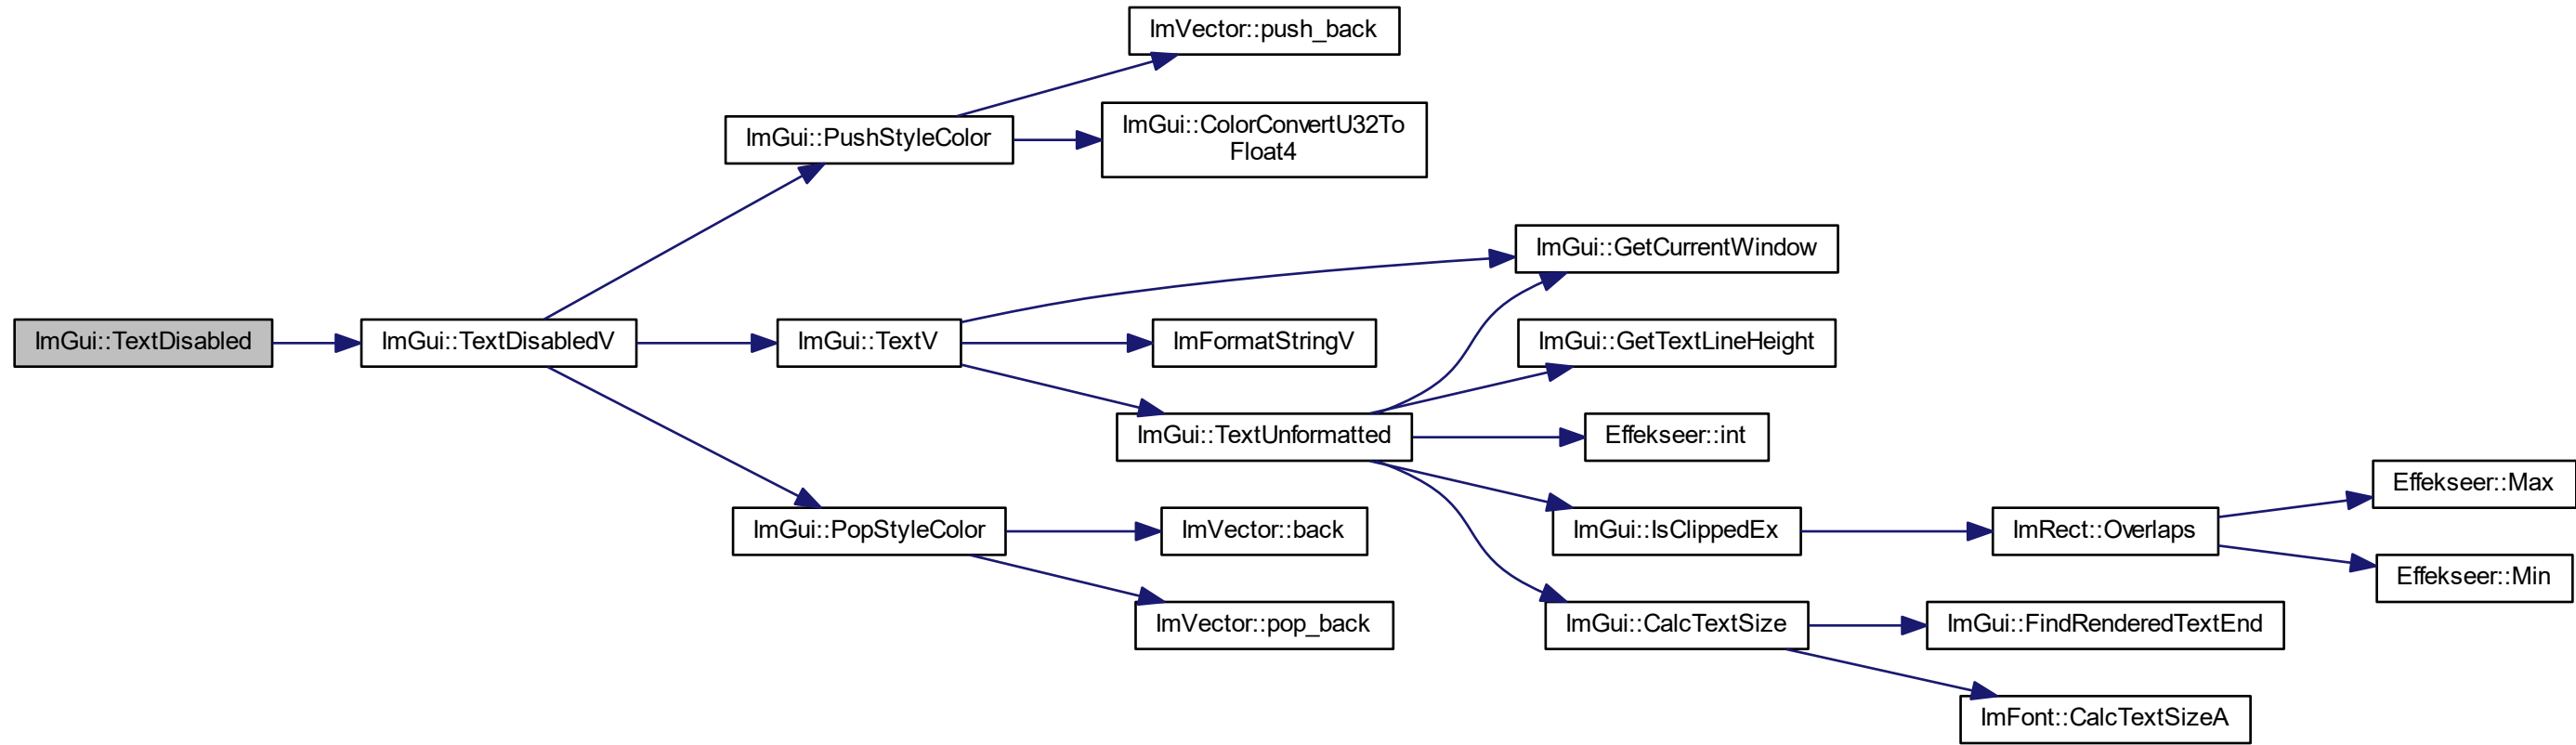 ImVector::push_back
ImGui::ColorConvertU32To
Float4
ImGui::PushStyleColor
ImGui::GetCurrentWindow
ImGui::TextDisabled
ImGui::TextDisabledV
ImGui::TextV
ImFormatStringV
ImGui::GetTextLineHeight
ImGui::TextUnformatted
Effekseer::int
Effekseer::Max
ImGui::PopStyleColor
ImVector::back
ImGui::IsClippedEx
ImRect::Overlaps
Effekseer::Min
ImVector::pop_back
ImGui::CalcTextSize
ImGui::FindRenderedTextEnd
ImFont::CalcTextSizeA